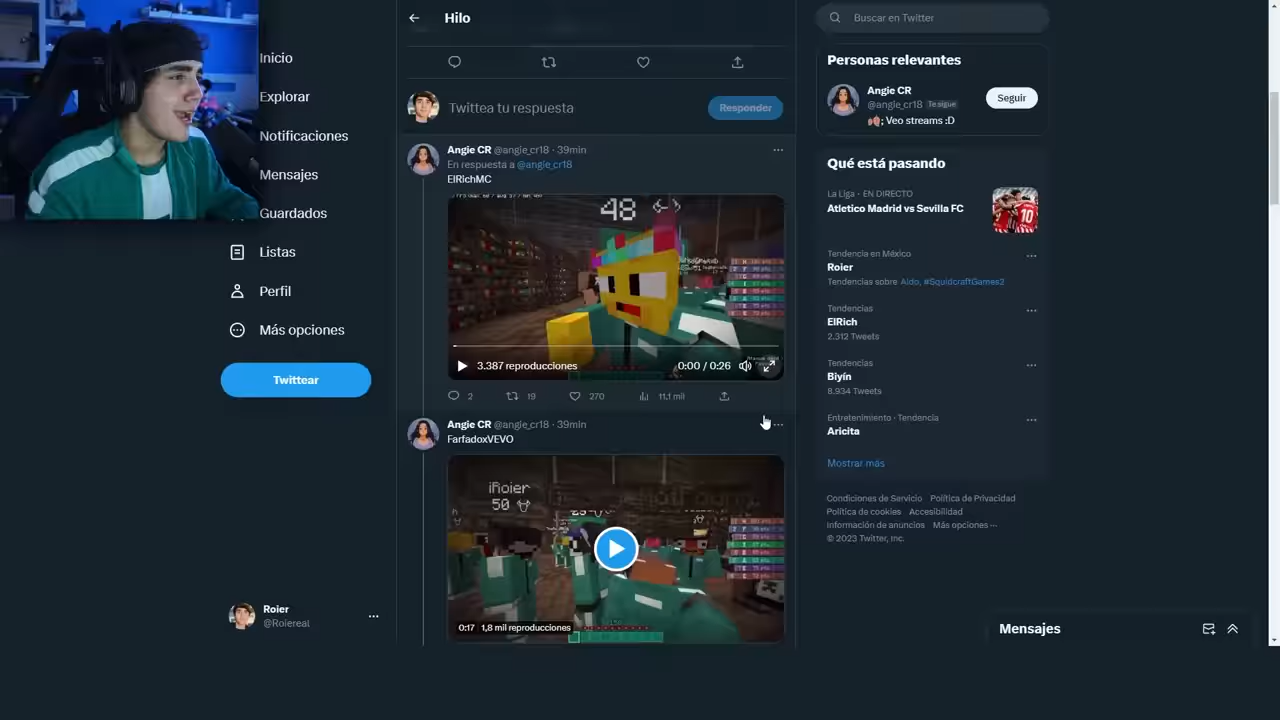 Hilo
Inicio
Explorar
Notificaciones
Mensajes
Guardados
Listas
Perfil
Más opciones
Twittear
Roier
@Roiereal
Twittea tu respuesta
Responder
Angie CR @angie_cr18 · 39min
En respuesta a @angie_cr18
ElRichMC
48
3.387 reproducciones
0:00 / 0:26
2 19 270 11,1 mil
Angie CR @angie_cr18 · 39min
FarfadoxVEVO
iRoier
50
0:17 1,8 mil reproducciones
Buscar en Twitter
Personas relevantes
Angie CR
@angie_cr18 Te sigue
Seguir
; Veo streams :D
Qué está pasando
La Liga · EN DIRECTO
Atletico Madrid vs Sevilla FC
Tendencia en México
Roier
Tendencias sobre Aldo, #SquidcraftGames2
Tendencias
ElRich
2.312 Tweets
Tendencias
Biyín
8.934 Tweets
Entretenimiento · Tendencia
Aricita
Mostrar más
Condiciones de Servicio Política de Privacidad
Política de cookies Accesibilidad
Información de anuncios Más opciones ···
© 2023 Twitter, Inc.
Mensajes